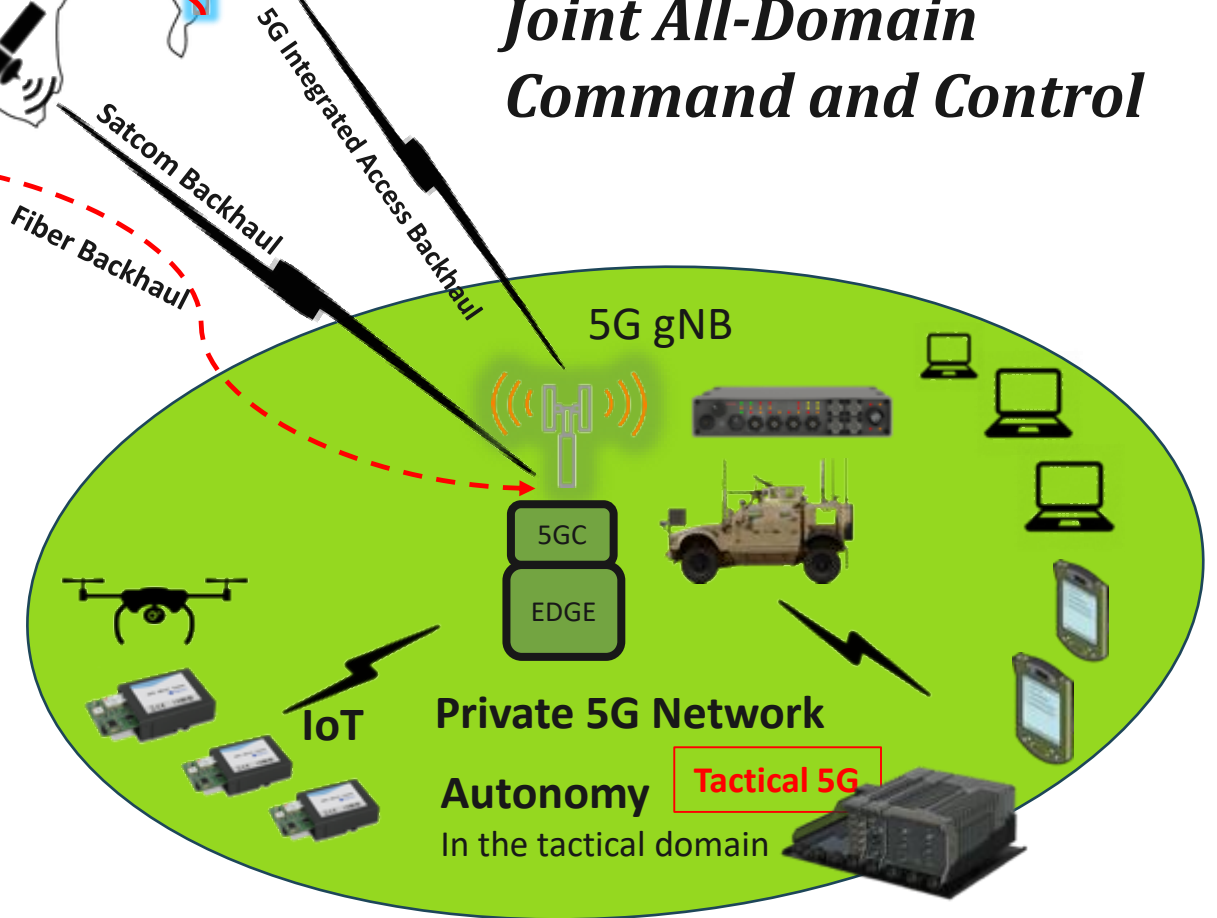 Joint All-Domain
Command and Control
5G Integrated Access Backhaul
Satcom Backhaul
Fiber Backhaul
5G gNB
5GC
EDGE
IoT
Private 5G Network
Autonomy
Tactical 5G
In the tactical domain